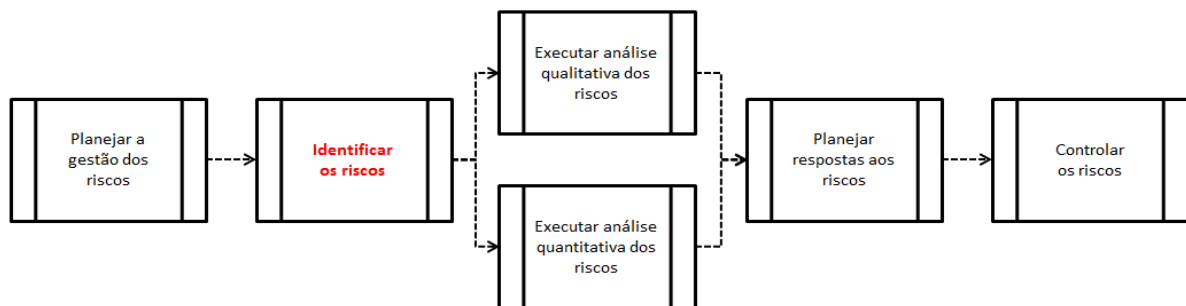 Planejar a
gestão dos
riscos
Identificar
os riscos
Executar análise
qualitativa dos
riscos
Executar análise
quantitativa dos
riscos
Planejar
respostas aos
riscos
Controlar
os riscos